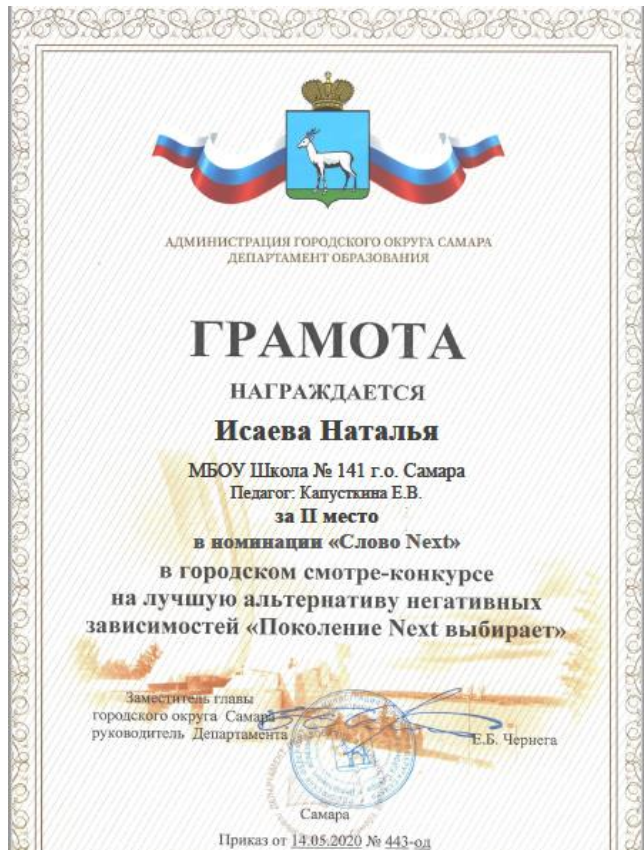 АДМИНИСТРАЦИЯ ГОРОДСКОГО ОКРУГА САМАРА
ДЕПАРТАМЕНТ ОБРАЗОВАНИЯ
ГРАМОТА
НАГРАЖДАЕТСЯ
Исаева Наталья
МБОУ Школа № 141 г.о. Самара
Педагог: Капусткина Е.В.
за II место
в номинации «Слово Next»
в городском смотре-конкурсе
на лучшую альтернативу негативных
зависимостей «Поколение Next выбирает»
Заместитель главы
городского округа Самара
руководитель Департамента
Е.Б. Чернега
Самара
Приказ от 14.05.2020 № 443-од